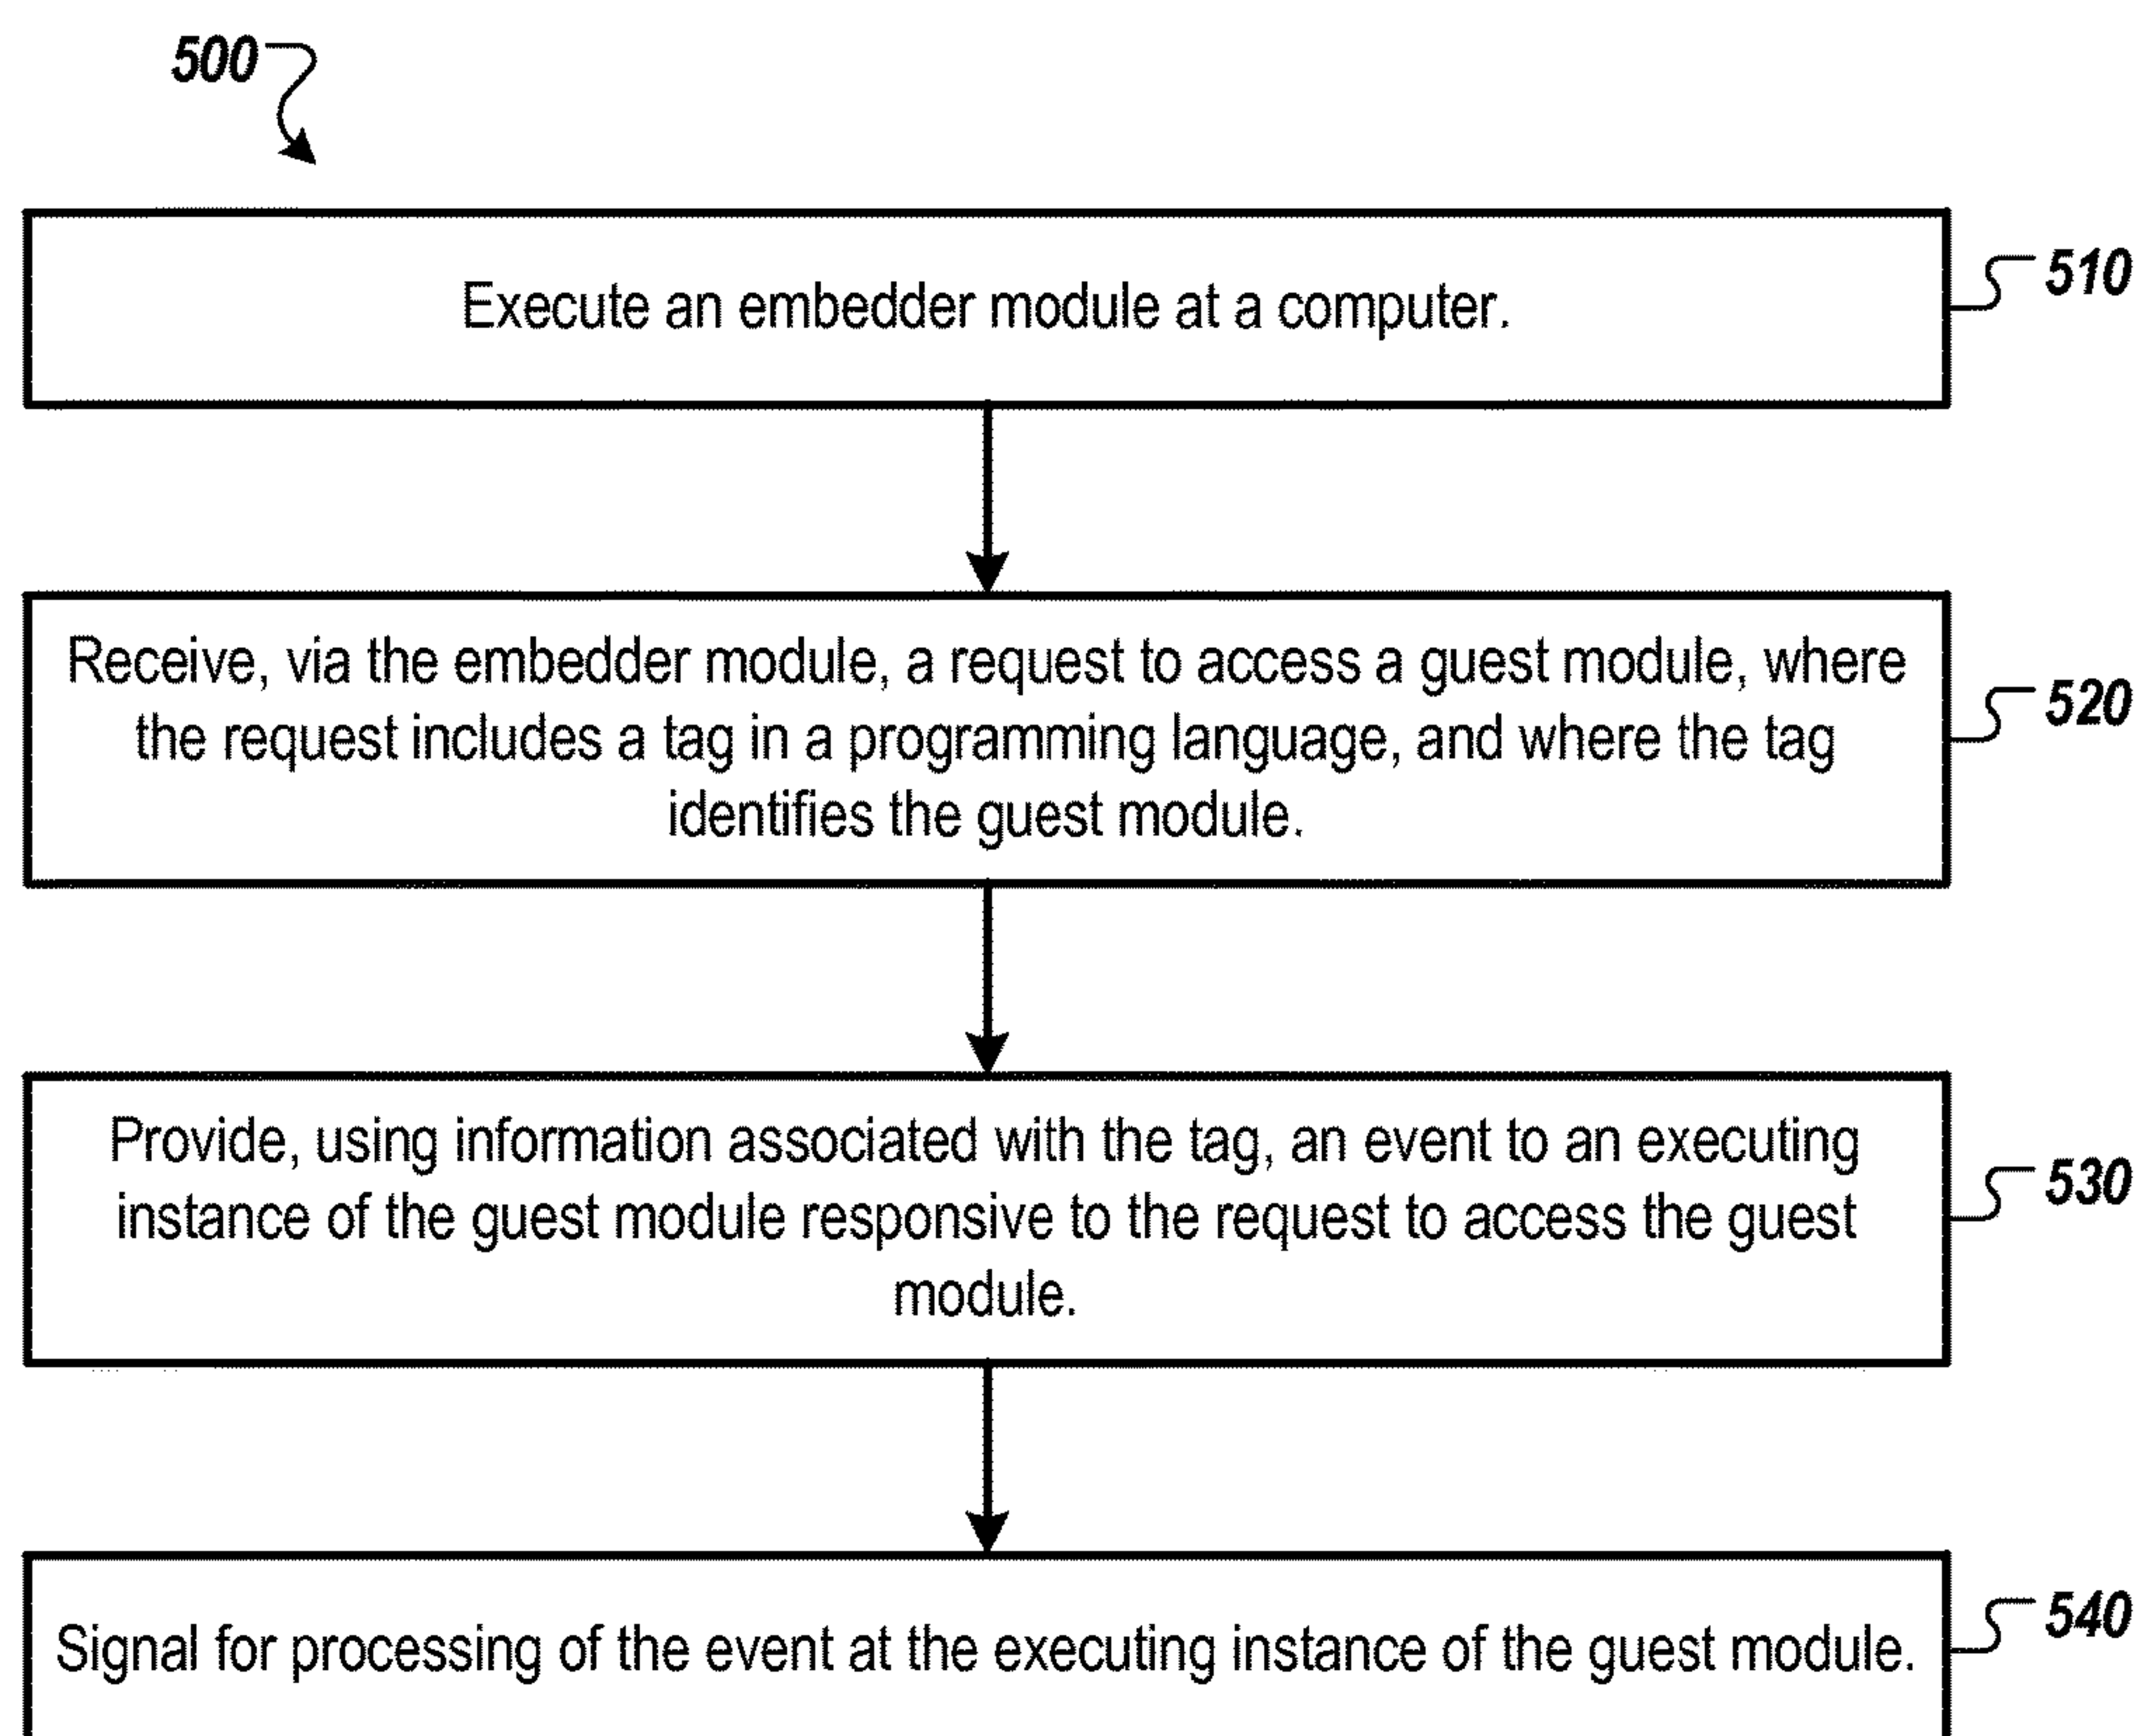 500
Execute an embedder module at a computer.
510
Receive, via the embedder module, a request to access a guest module, where
the request includes a tag in a programming language, and where the tag
identifies the guest module.
520
Provide, using information associated with the tag, an event to an executing
instance of the guest module responsive to the request to access the guest
module.
530
Signal for processing of the event at the executing instance of the guest module.
540